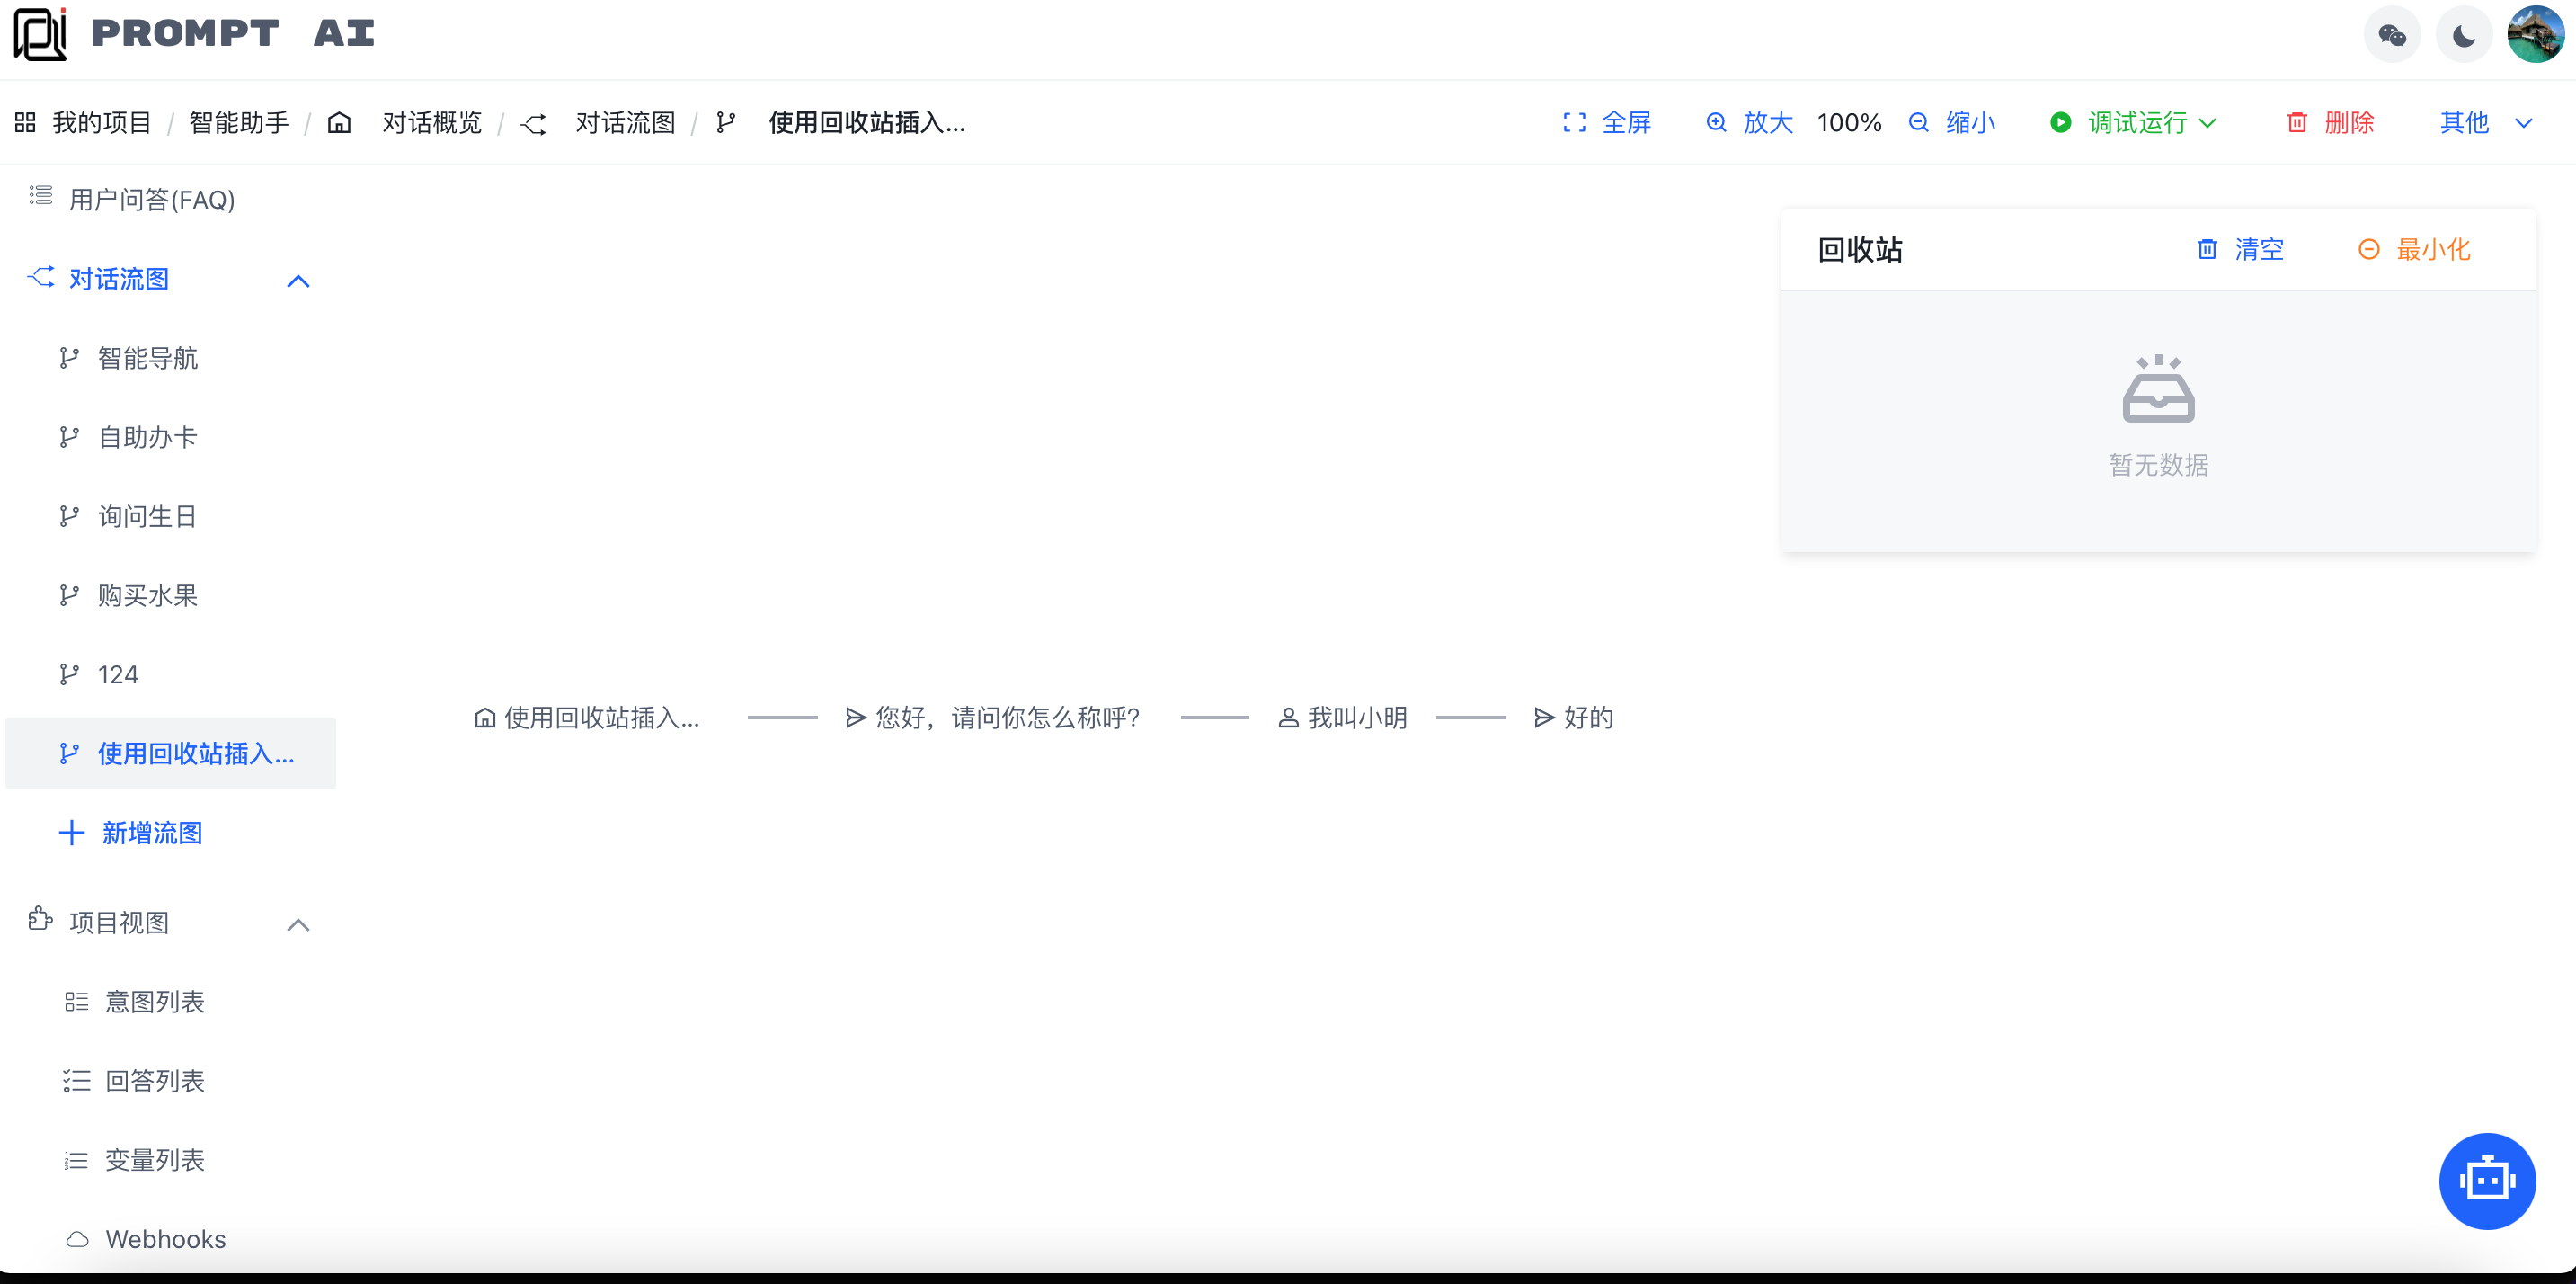 PROMPT AI
我的项目 / 智能助手 / 对话概览 / 对话流图 / 使用回收站插入...
全屏 放大 100% 缩小 调试运行 删除 其他
用户问答(FAQ)
对话流图
智能导航
自助办卡
询问生日
购买水果
124
使用回收站插入...
新增流图
项目视图
意图列表
回答列表
变量列表
Webhooks
回收站 清空 最小化
暂无数据
使用回收站插入... 您好，请问你怎么称呼? 我叫小明 好的